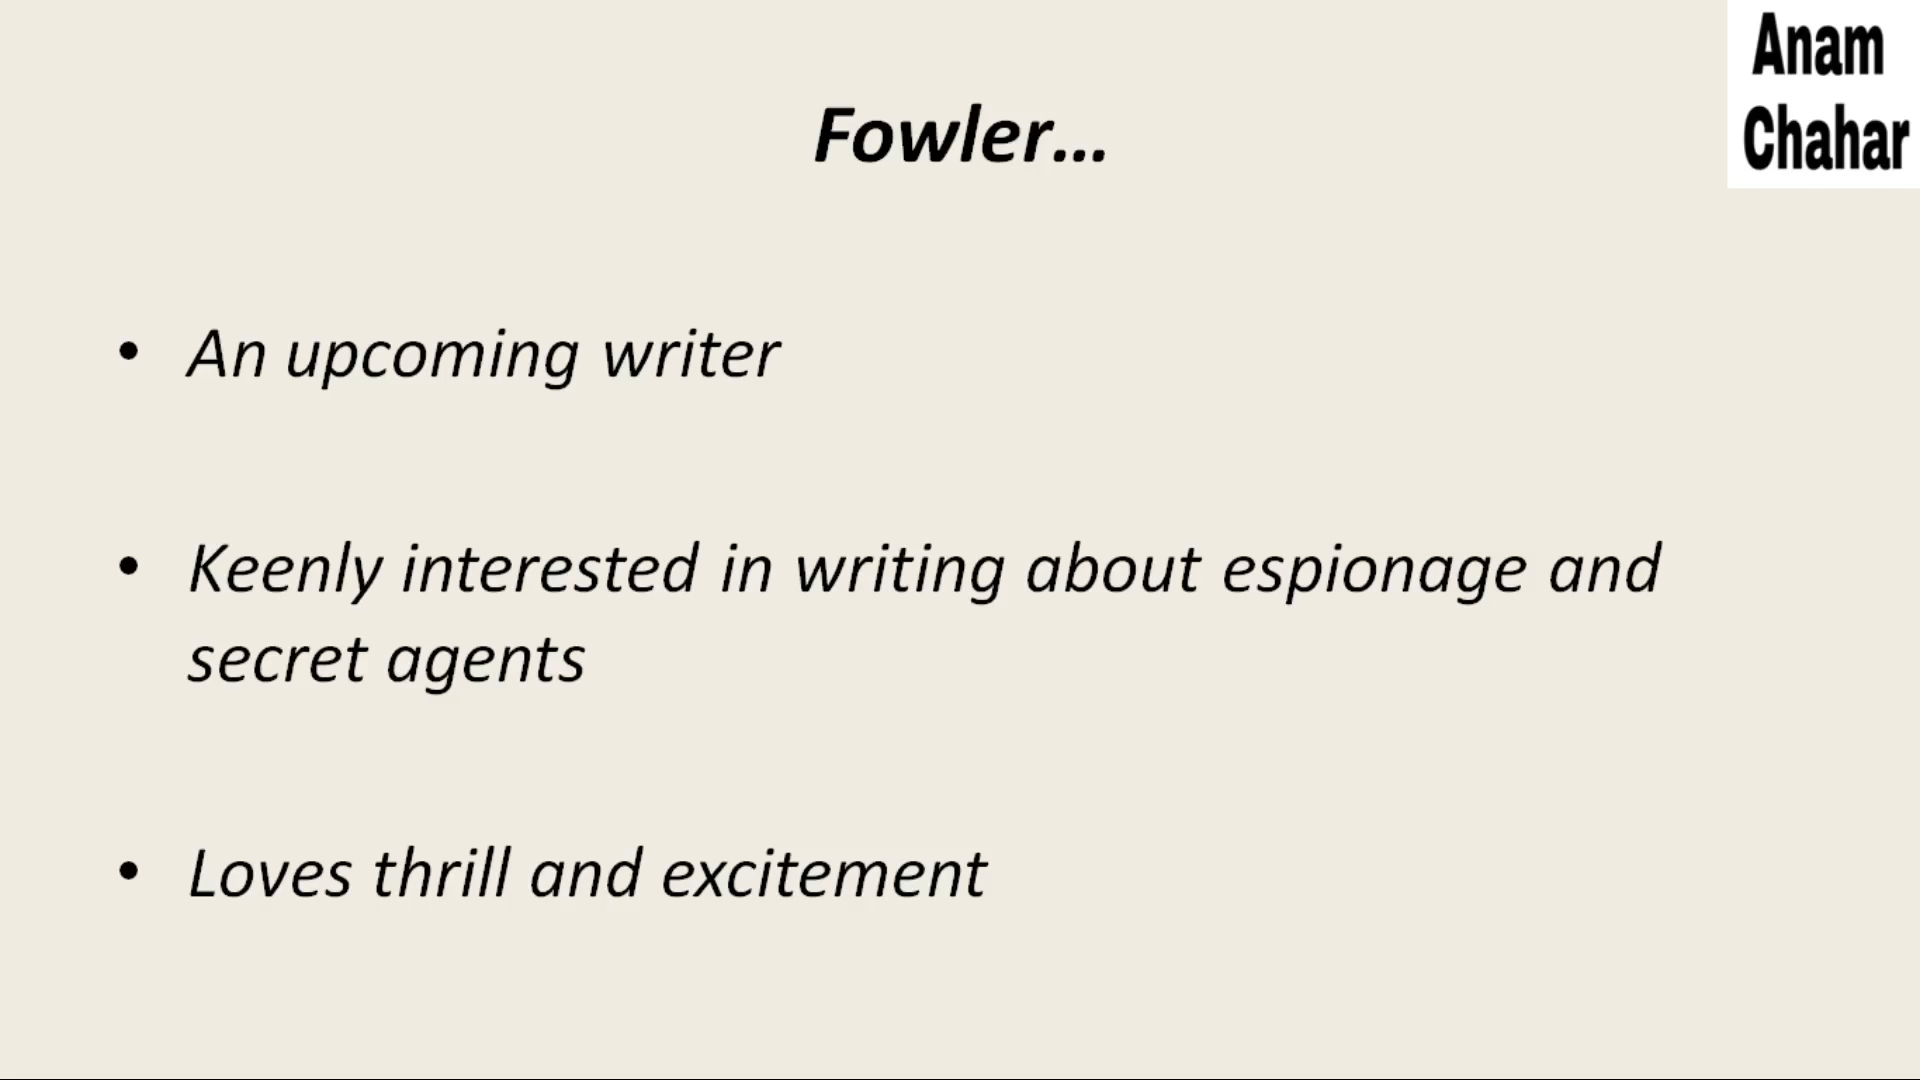 Anam
Chahar
Fowler...
• An upcoming writer
• Keenly interested in writing about espionage and
secret agents
• Loves thrill and excitement